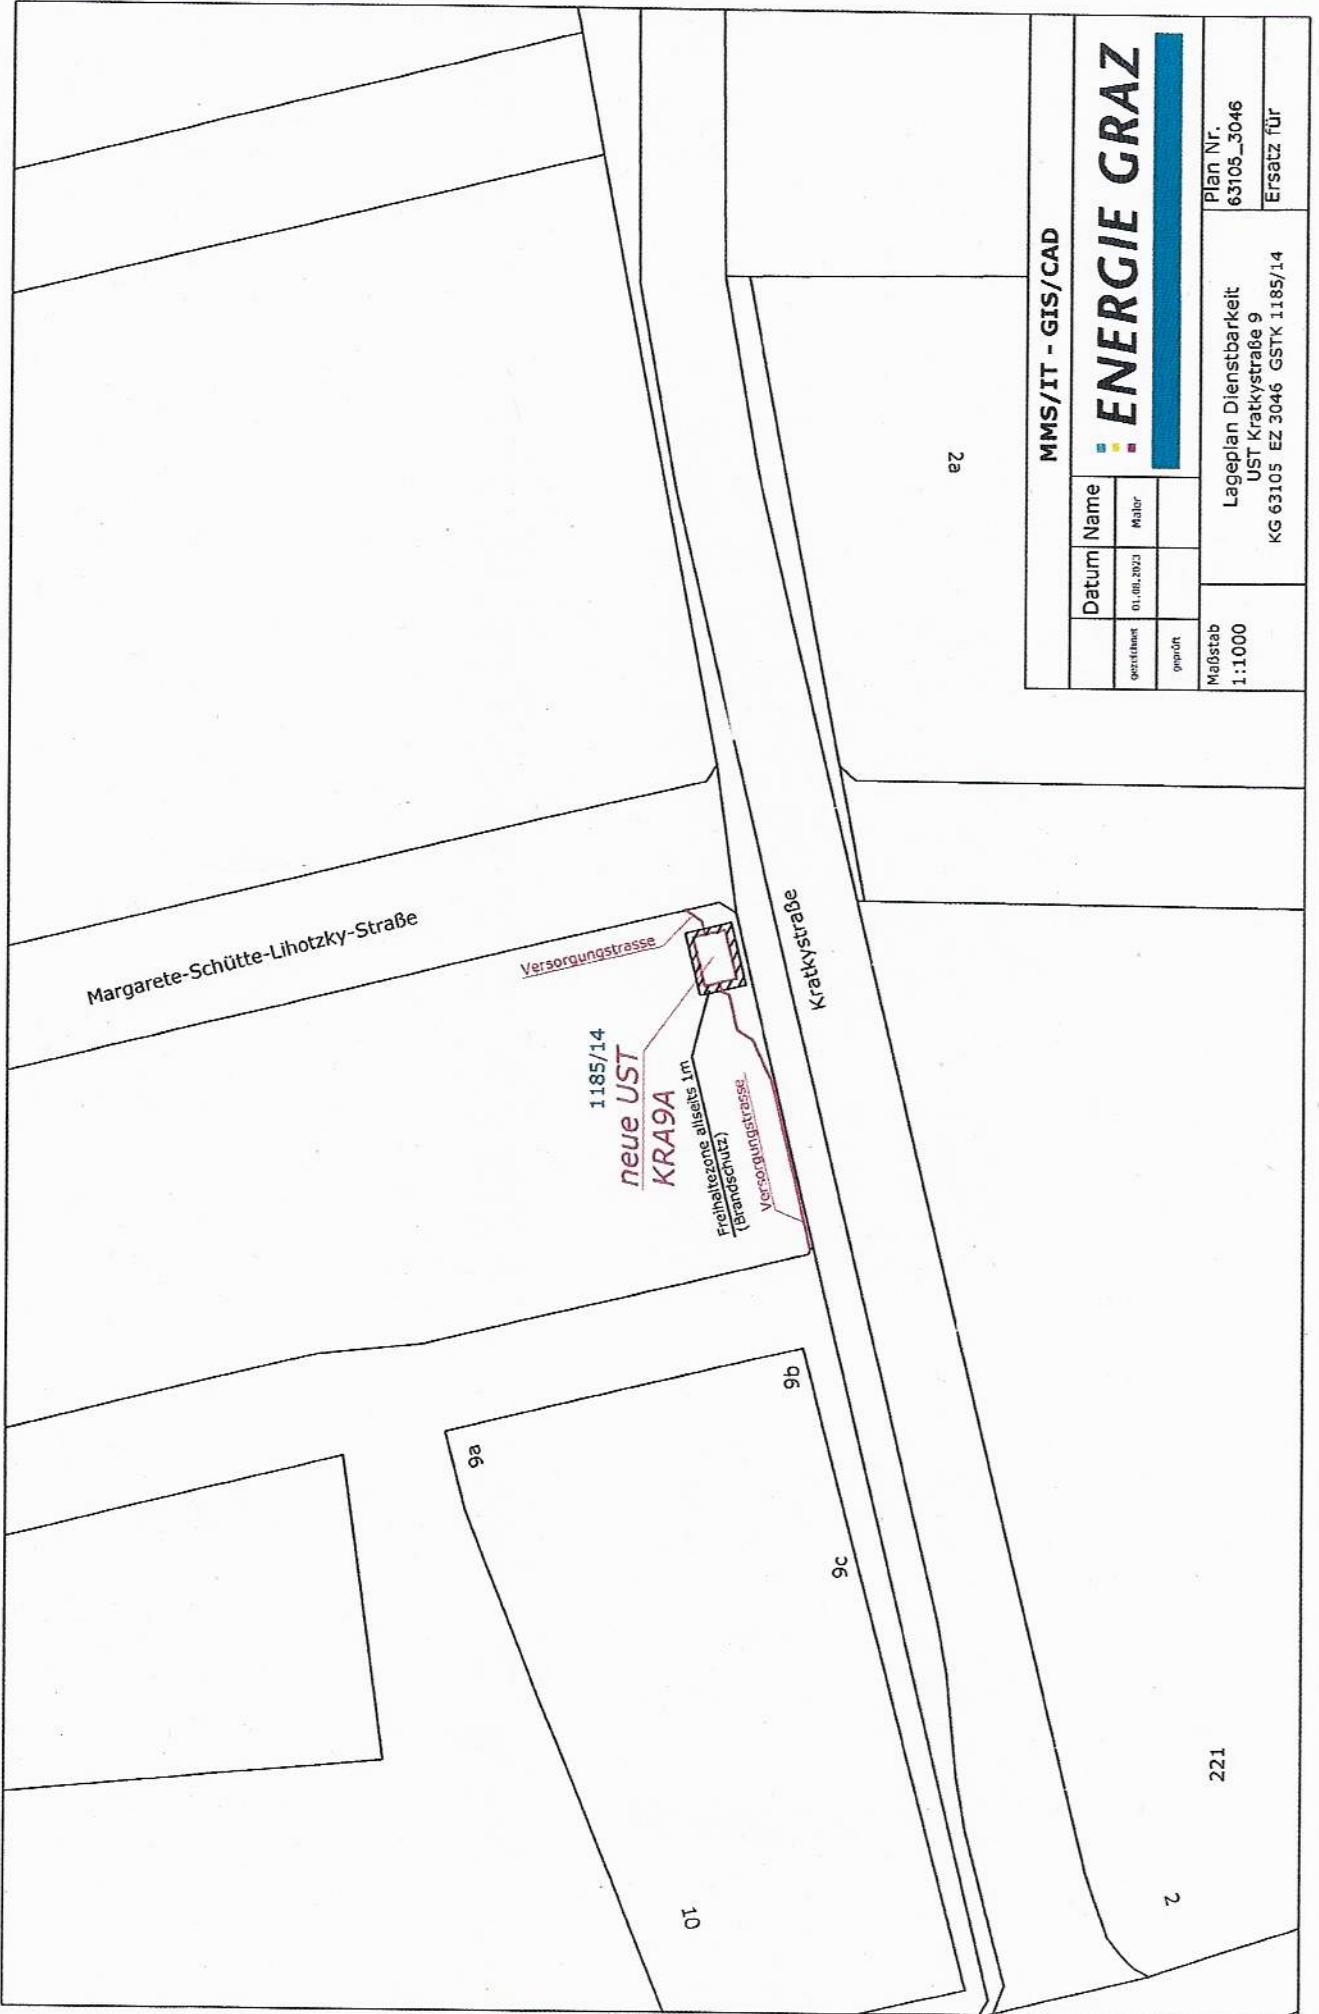 Margarete-Schütte-Lihotzky-Straße
Kratkystraße
Versorgungstrasse
1185/14
neue UST
KRA9A
Freihaltezone allseits 1m
(Brandschutz)
Versorgungstrasse
2a
9a
9b
9c
10
221
2
MMS/IT - GIS/CAD
Datum Name
gezeichnet 01.08.2023 Maier
geprüft
ENERGIE GRAZ
Maßstab
1:1000
Lageplan Dienstbarkeit
UST Kratkystraße 9
KG 63105 EZ 3046 GSTK 1185/14
Plan Nr.
63105_3046
Ersatz für